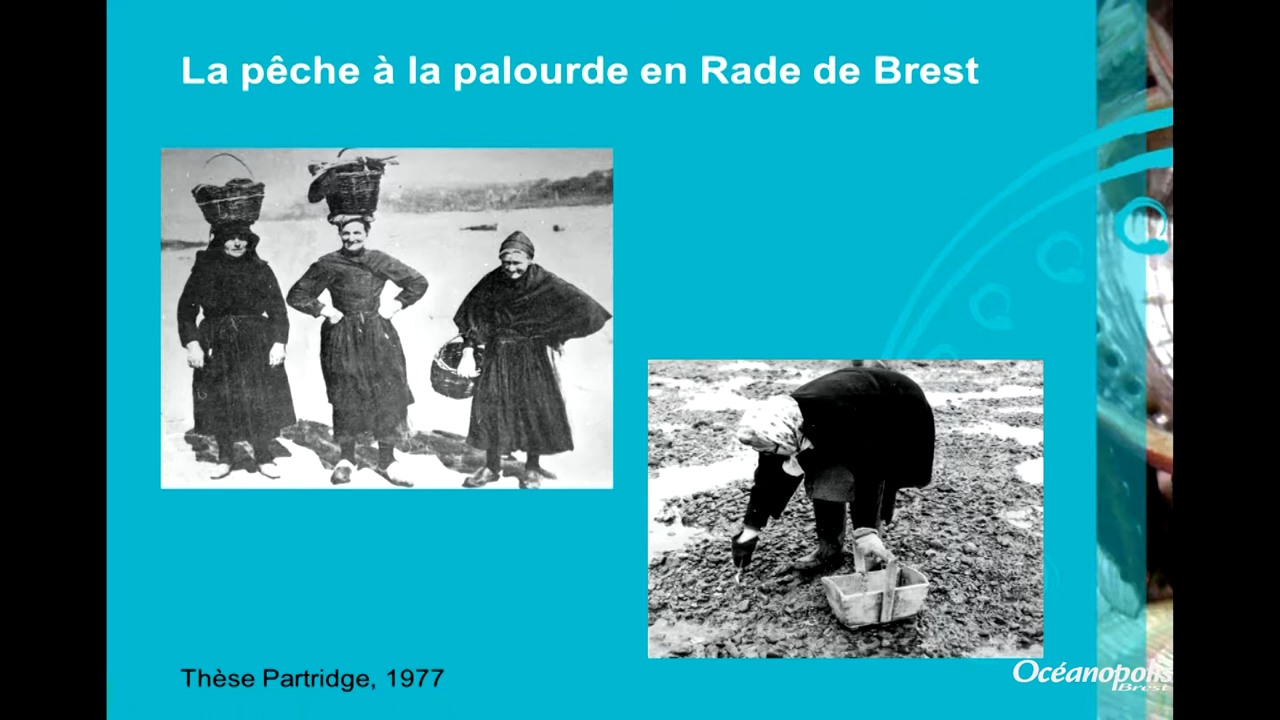 La pêche à la palourde en Rade de Brest
Thèse Partridge, 1977
Océanopolis
Brest